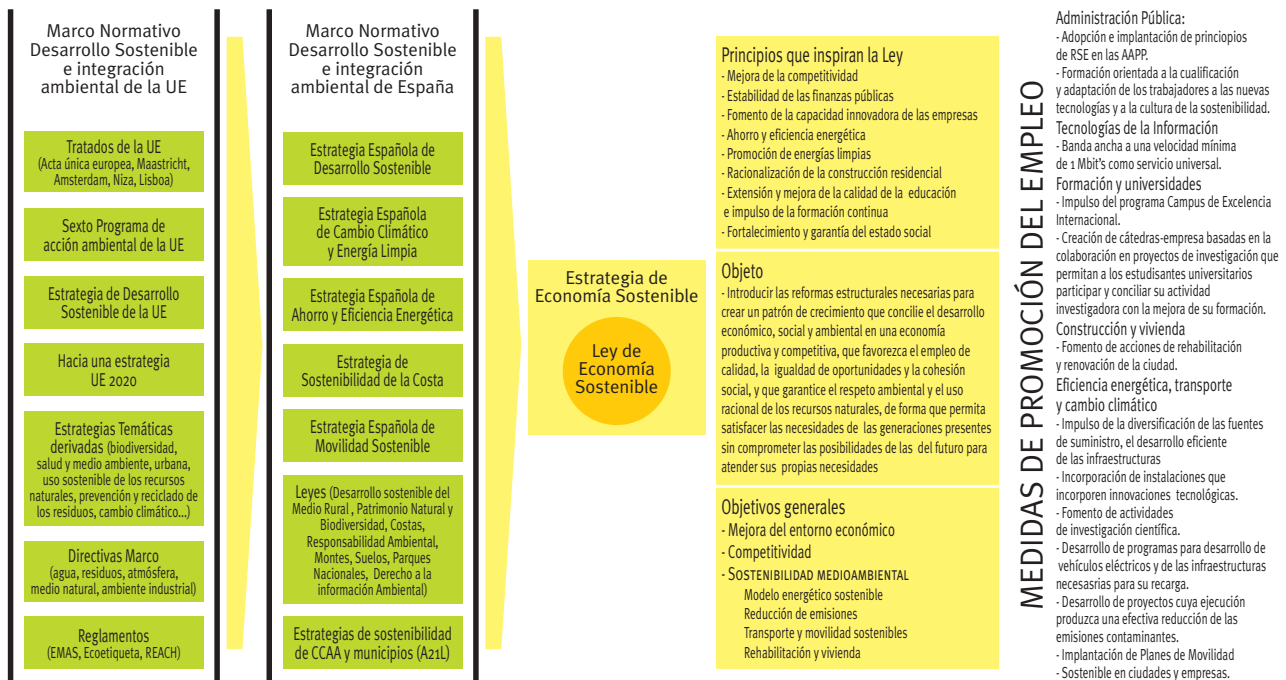 Marco Normativo
Desarrollo Sostenible
e integración
ambiental de la UE
Tratados de la UE
(Acta única europea, Maastricht,
Amsterdam, Niza, Lisboa)
Sexto Programa de
acción ambiental de la UE
Estrategia de Desarrollo
Sostenible de la UE
Hacia una estrategia
UE 2020
Estrategias Temáticas
derivadas (biodiversidad,
salud y medio ambiente, urbana,
uso sostenible de los recursos
naturales, prevención y reciclado de
los residuos, cambio climático...)
Directivas Marco
(agua, residuos, atmósfera,
medio natural, ambiente industrial)
Reglamentos
(EMAS, Ecoetiqueta, REACH)
Marco Normativo
Desarrollo Sostenible
e integración
ambiental de España
Estrategia Española de
Desarrollo Sostenible
Estrategia Española
de Cambio Climático
y Energía Limpia
Estrategia Española de
Ahorro y Eficiencia Energética
Estrategia de
Sostenibilidad de la Costa
Estrategia Española de
Movilidad Sostenible
Leyes (Desarrollo sostenible del
Medio Rural , Patrimonio Natural y
Biodiversidad, Costas,
Responsabilidad Ambiental,
Montes, Suelos, Parques
Nacionales, Derecho a la
información Ambiental)
Estrategias de sostenibilidad
de CCAA y municipios (A21L)
Estrategia de
Economía Sostenible
Ley de
Economía
Sostenible
Principios que inspiran la Ley
- Mejora de la competitividad
- Estabilidad de las finanzas públicas
- Fomento de la capacidad innovadora de las empresas
- Ahorro y eficiencia energética
- Promoción de energías limpias
- Racionalización de la construcción residencial
- Extensión y mejora de la calidad de la educación
e impulso de la formación continua
- Fortalecimiento y garantía del estado social
Objeto
- Introducir las reformas estructurales necesarias para
crear un patrón de crecimiento que concilie el desarrollo
económico, social y ambiental en una economía
productiva y competitiva, que favorezca el empleo de
calidad, la igualdad de oportunidades y la cohesión
social, y que garantice el respeto ambiental y el uso
racional de los recursos naturales, de forma que permita
satisfacer las necesidades de las generaciones presentes
sin comprometer las posibilidades de las del futuro para
atender sus propias necesidades
Objetivos generales
- Mejora del entorno económico
- Competitividad
- SOSTENIBILIDAD MEDIOAMBIENTAL
Modelo energético sostenible
Reducción de emisiones
Transporte y movilidad sostenibles
Rehabilitación y vivienda
MEDIDAS DE PROMOCIÓN DEL EMPLEO
Administración Pública:
- Adopción e implantación de princiopios
de RSE en las AAPP.
- Formación orientada a la cualificación
y adaptación de los trabajadores a las nuevas
tecnologías y a la cultura de la sostenibilidad.
Tecnologías de la Información
- Banda ancha a una velocidad mínima
de 1 Mbit's como servicio universal.
Formación y universidades
- Impulso del programa Campus de Excelencia
Internacional.
- Creación de cátedras-empresa basadas en la
colaboración en proyectos de investigación que
permitan a los estudisantes universitarios
participar y conciliar su actividad
investigadora con la mejora de su formación.
Construcción y vivienda
- Fomento de acciones de rehabilitación
y renovación de la ciudad.
Eficiencia energética, transporte
y cambio climático
- Impulso de la diversificación de las fuentes
de suministro, el desarrollo eficiente
de las infraestructuras
- Incorporación de instalaciones que
incorporen innovaciones tecnológicas.
- Fomento de actividades
de investigación científica.
- Desarrollo de programas para desarrollo de
vehículos eléctricos y de las infraestructuras
necesasrias para su recarga.
- Desarrollo de proyectos cuya ejecución
produzca una efectiva reducción de las
emisiones contaminantes.
- Implantación de Planes de Movilidad
- Sostenible en ciudades y empresas.